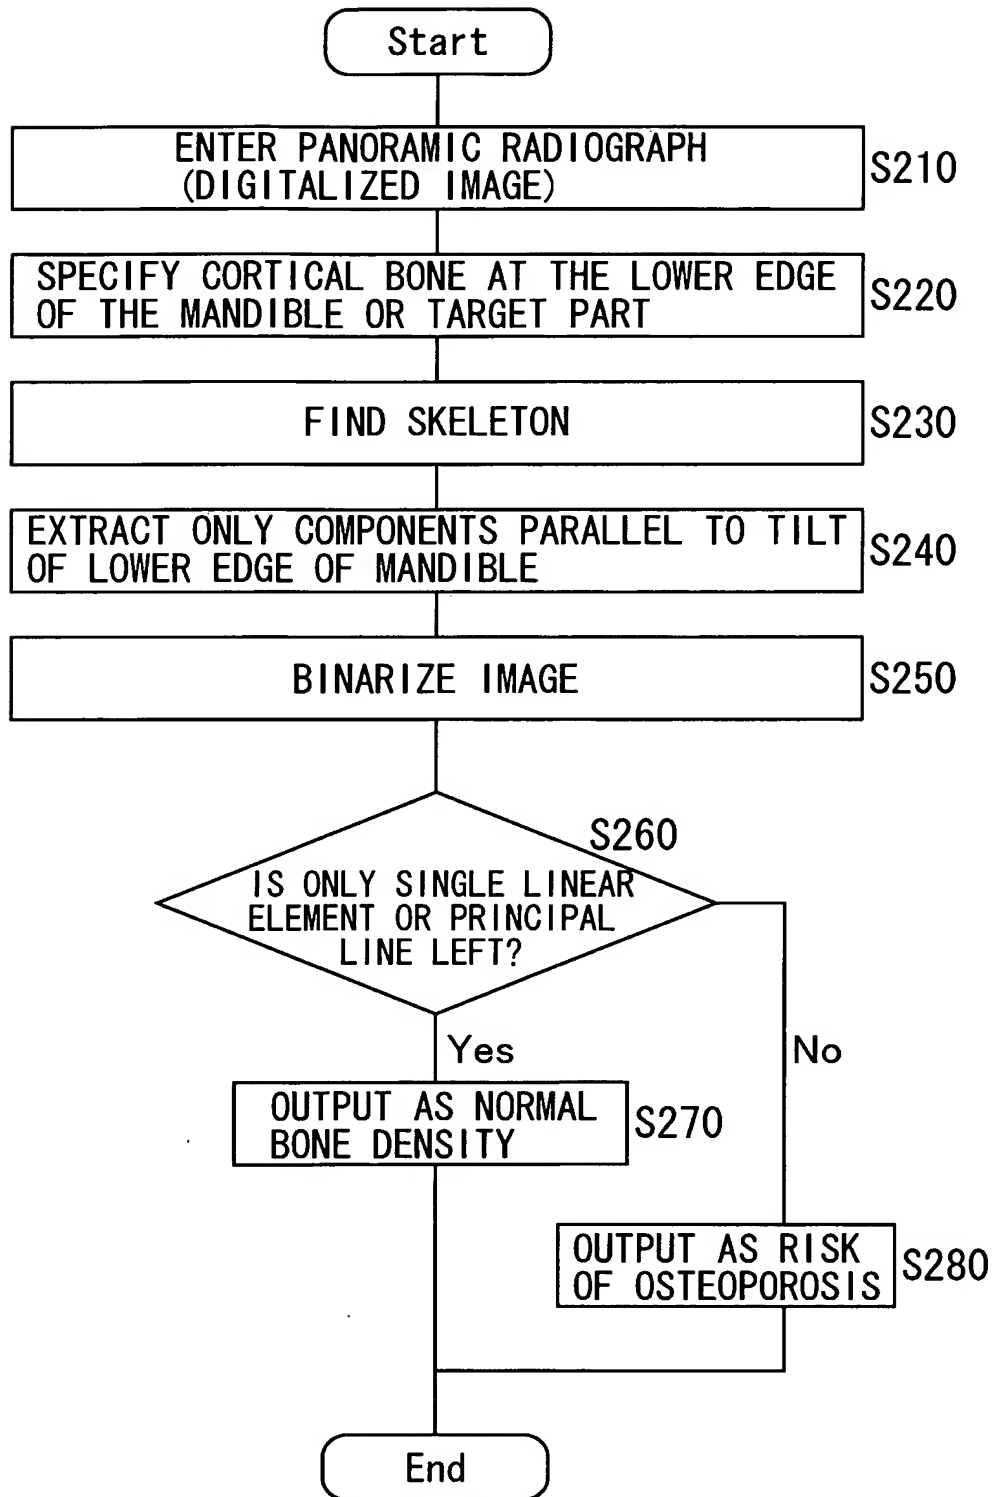 Start
ENTER PANORAMIC RADIOGRAPH
(DIGITALIZED IMAGE)
S210
SPECIFY CORTICAL BONE AT THE LOWER EDGE
OF THE MANDIBLE OR TARGET PART
S220
FIND SKELETON
S230
EXTRACT ONLY COMPONENTS PARALLEL TO TILT
OF LOWER EDGE OF MANDIBLE
S240
BINARIZE IMAGE
S250
S260
IS ONLY SINGLE LINEAR
ELEMENT OR PRINCIPAL
LINE LEFT?
Yes
No
OUTPUT AS NORMAL
BONE DENSITY
S270
OUTPUT AS RISK
OF OSTEOPOROSIS
S280
End